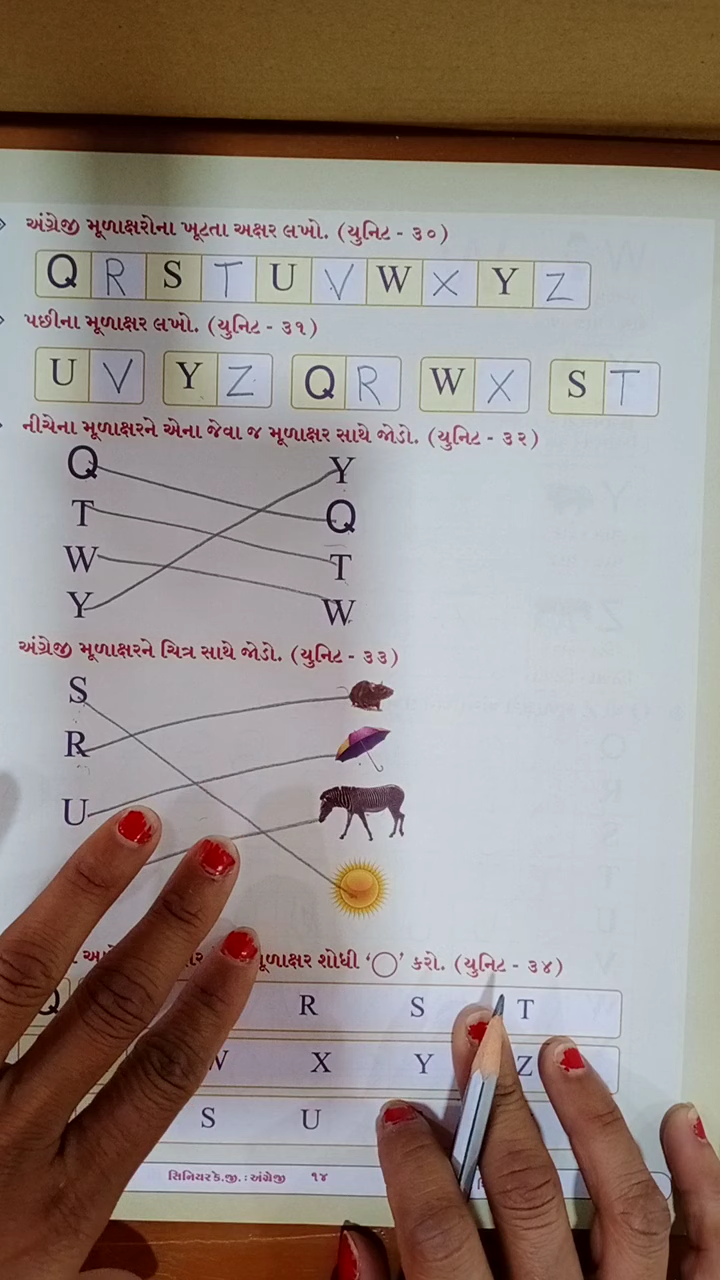 અંગ્રેજી મૂળાક્ષરોના ખૂટતા અક્ષર લખો. (યુનિટ - ૩૦)
Q R S T U V W X Y Z
પછીના મૂળાક્ષર લખો. (યુનિટ - ૩૧)
U V Y Z Q R W X S T
નીચેના મૂળાક્ષરને એના જેવા જ મૂળાક્ષર સાથે જોડો. (યુનિટ - ૩૨)
Q Y
T Q
W T
Y W
અંગ્રેજી મૂળાક્ષરને ચિત્ર સાથે જોડો. (યુનિટ - ૩૩)
S
R
U
મૂળાક્ષર શોધી ‘○’ કરો. (યુનિટ - ૩૪)
Q R S T
W X Y Z
S U
સિનિયર કે.જી. : અંગ્રેજી ૧૪